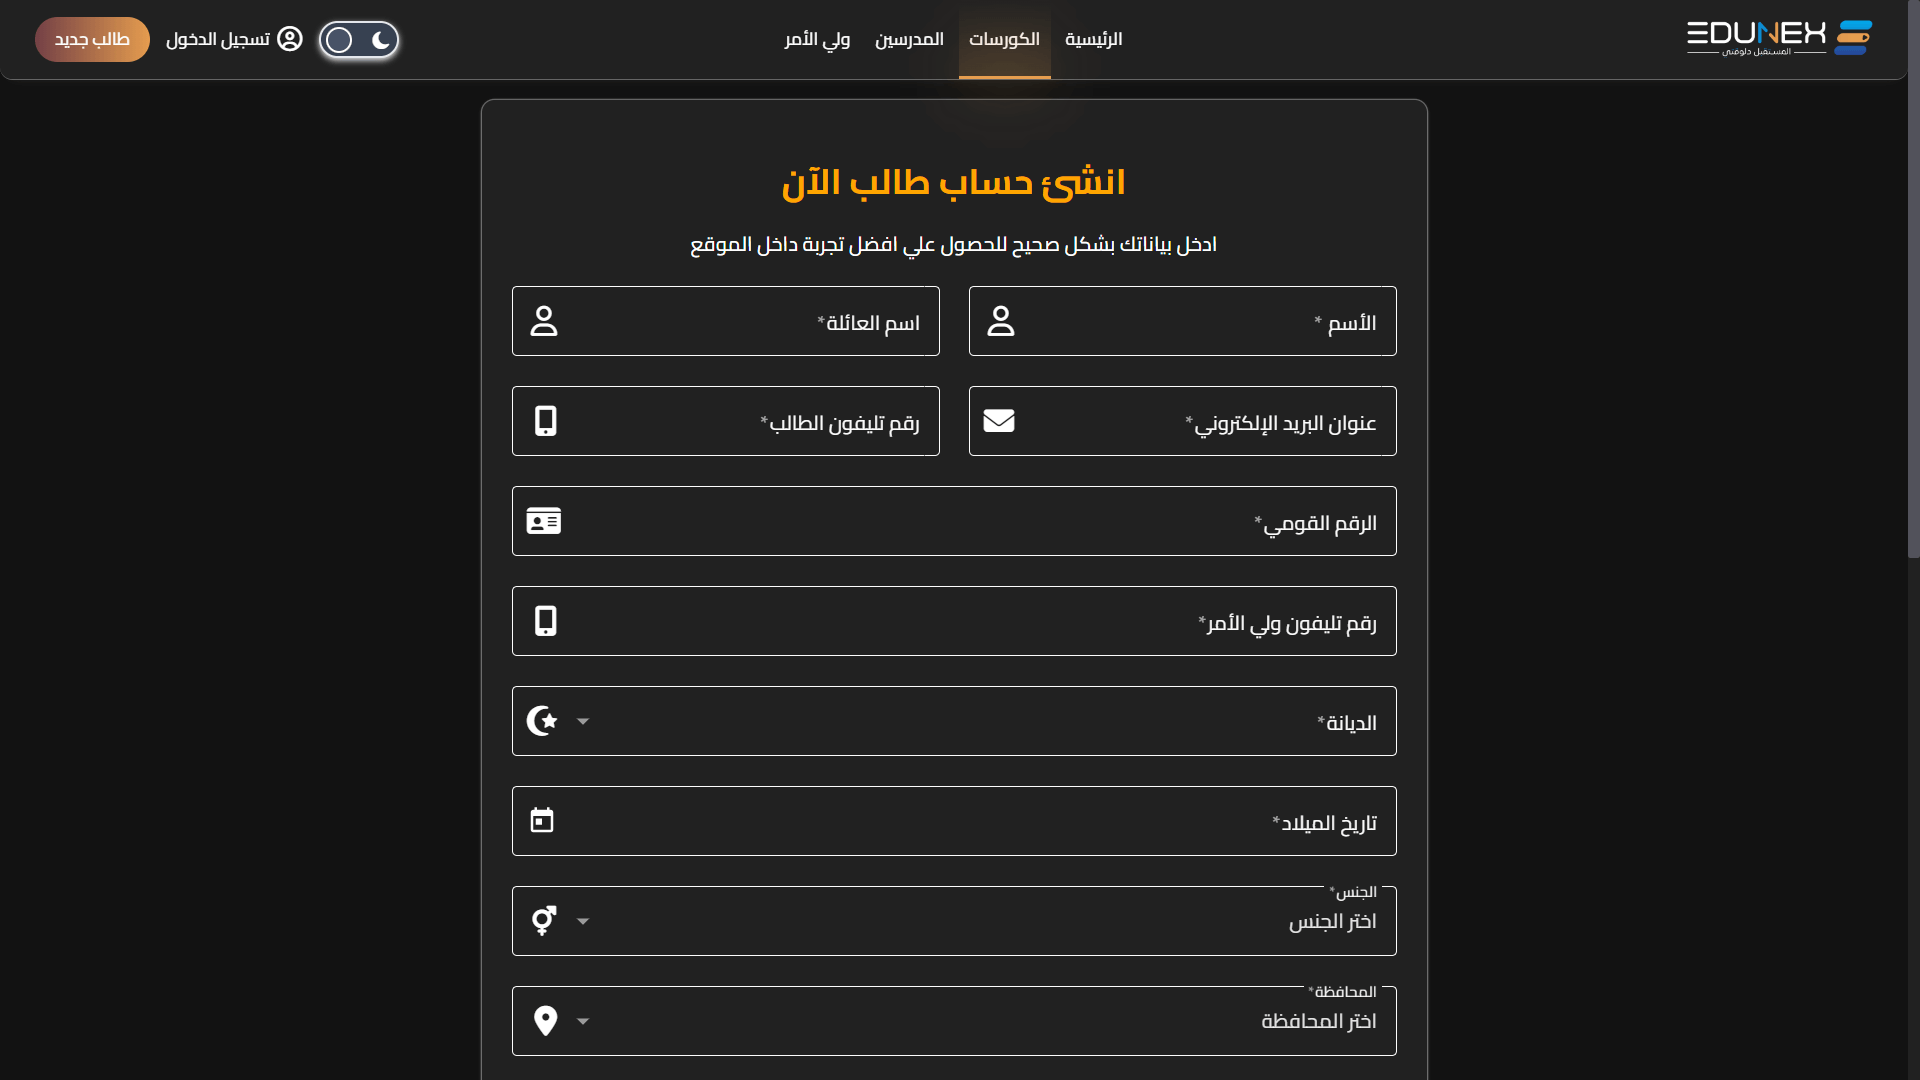 EDUNEX
المستقبل دلوقتي
الرئيسية
الكورسات
المدرسين
ولي الأمر
تسجيل الدخول
طالب جديد
انشئ حساب طالب الآن
ادخل بياناتك بشكل صحيح للحصول علي افضل تجربة داخل الموقع
الأسم *
اسم العائلة*
عنوان البريد الإلكتروني*
رقم تليفون الطالب*
الرقم القومي*
رقم تليفون ولي الأمر*
الديانة*
تاريخ الميلاد*
الجنس*
اختر الجنس
المحافظة*
اختر المحافظة